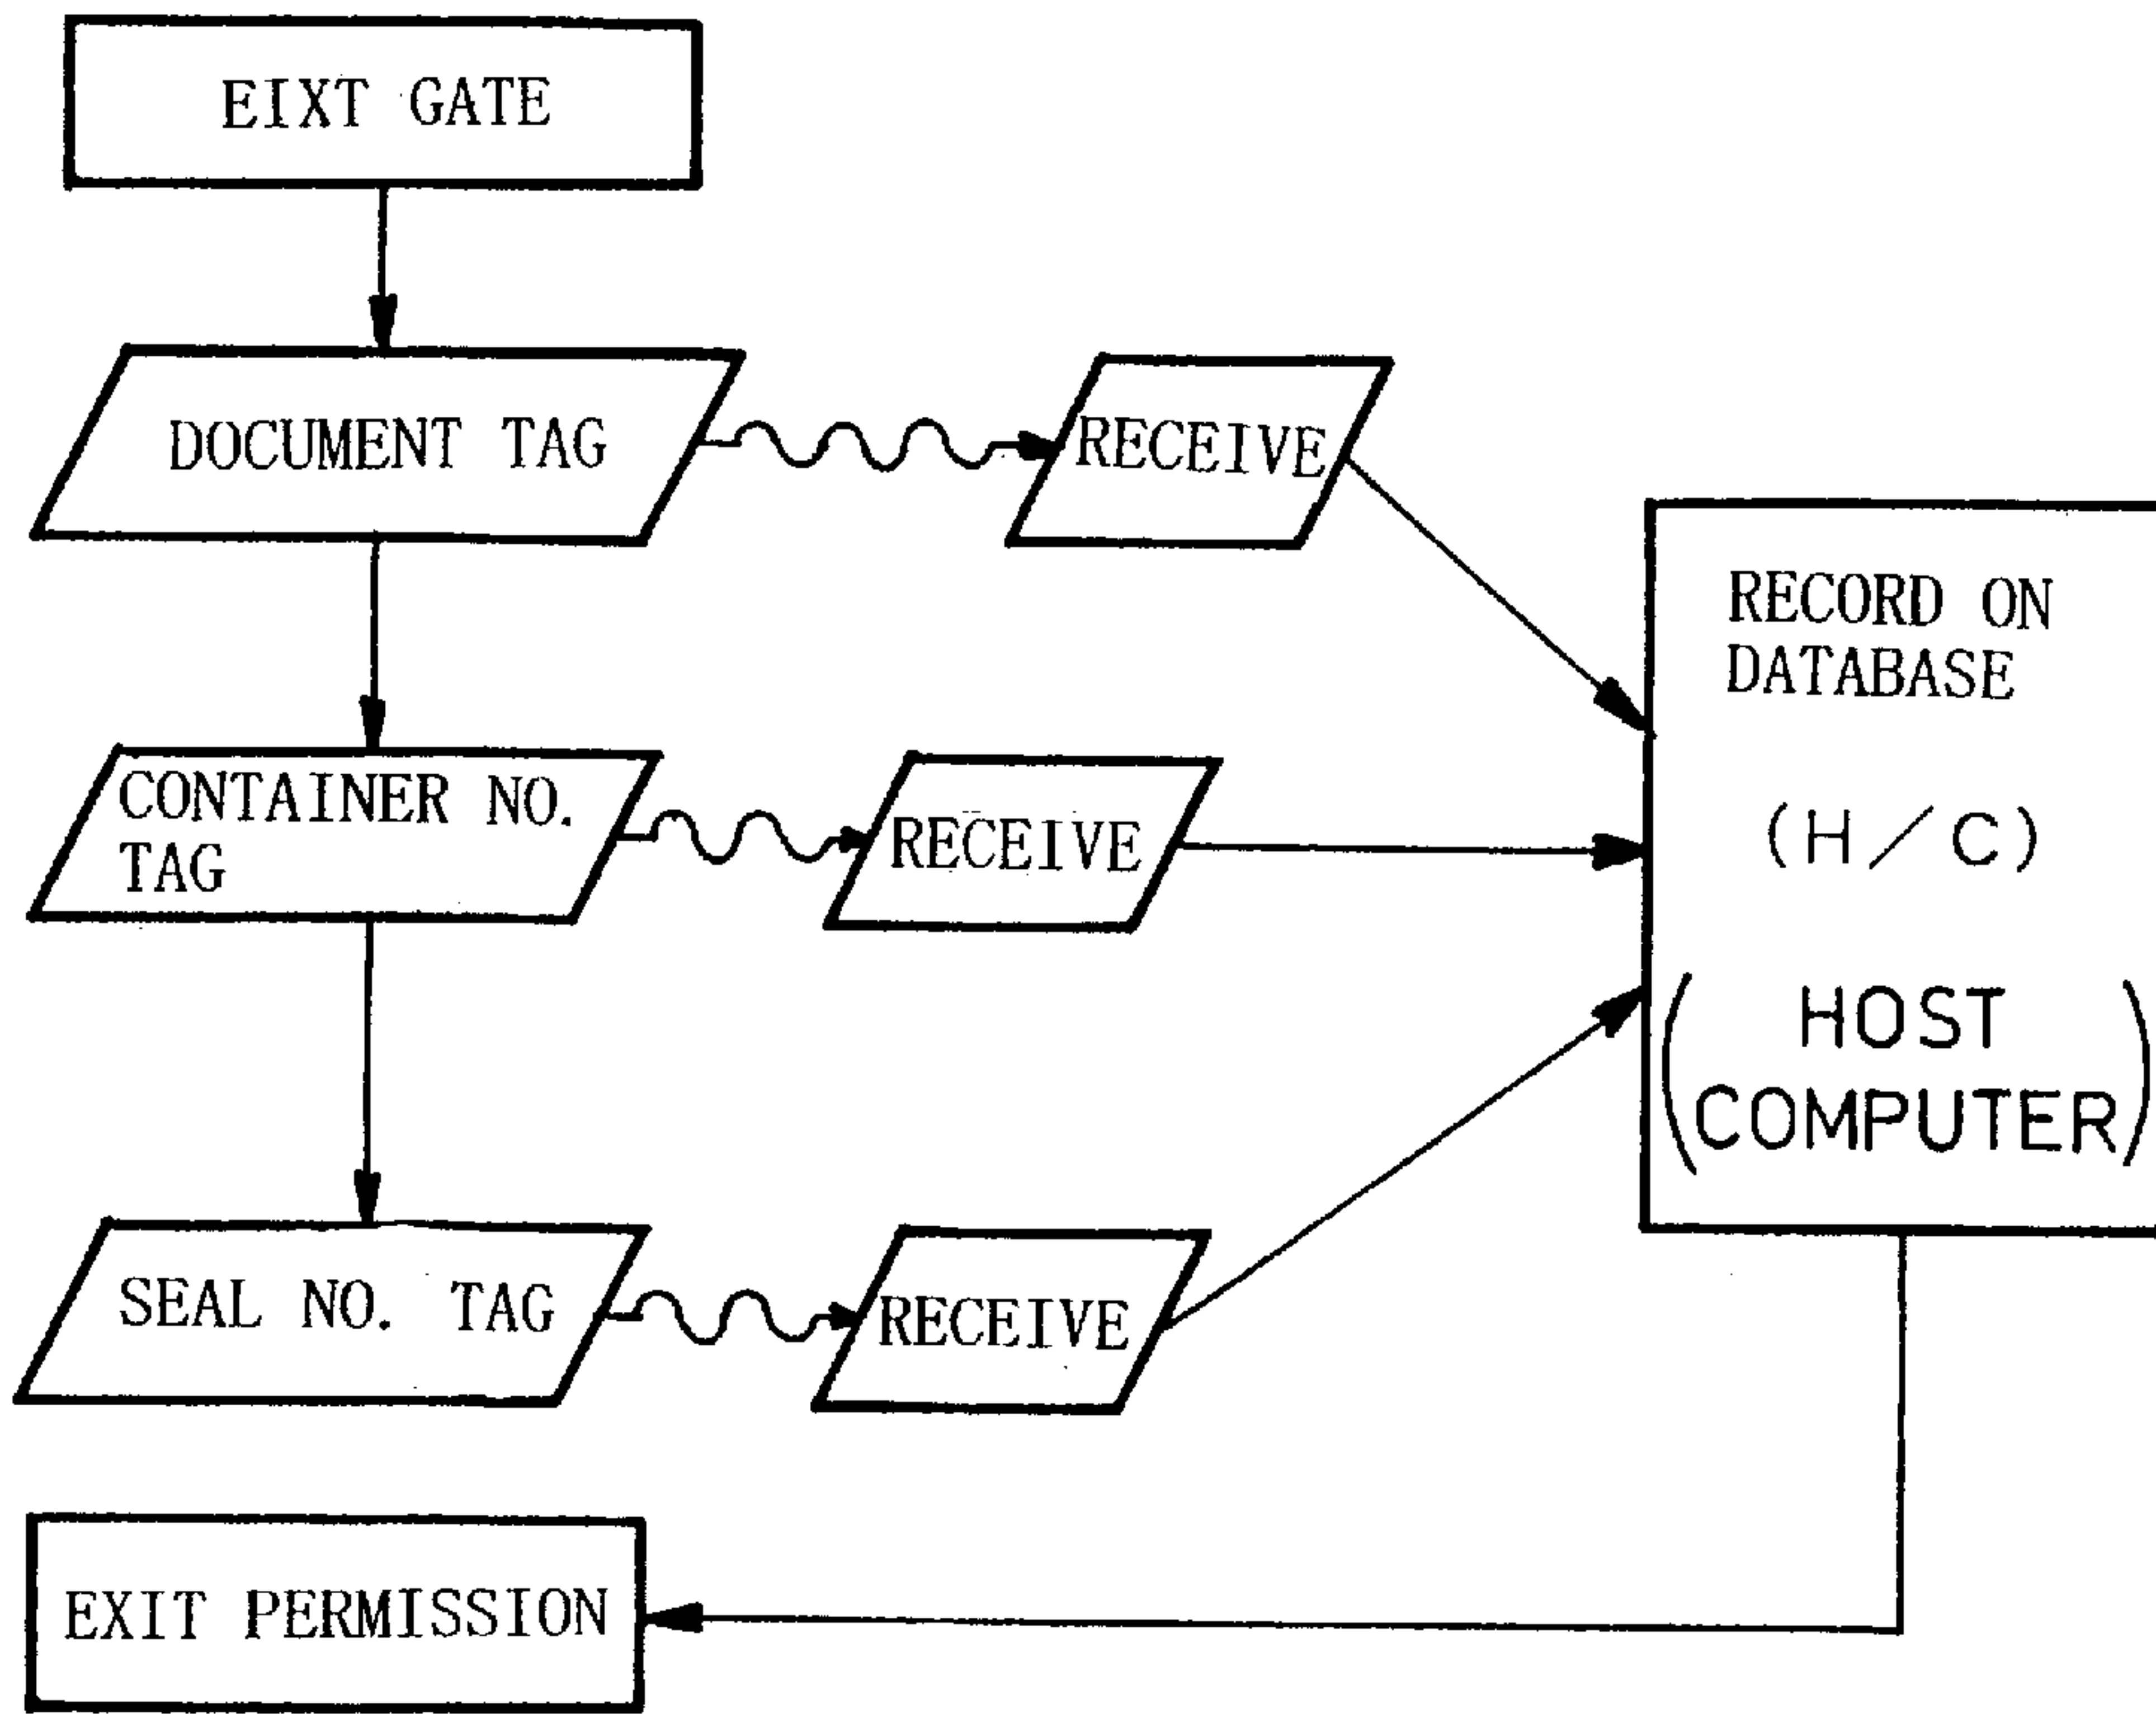 EIXT GATE
DOCUMENT TAG
RECEIVE
RECORD ON
DATABASE
(H/C)
(HOST
COMPUTER)
CONTAINER NO.
TAG
RECEIVE
SEAL NO. TAG
RECEIVE
EXIT PERMISSION